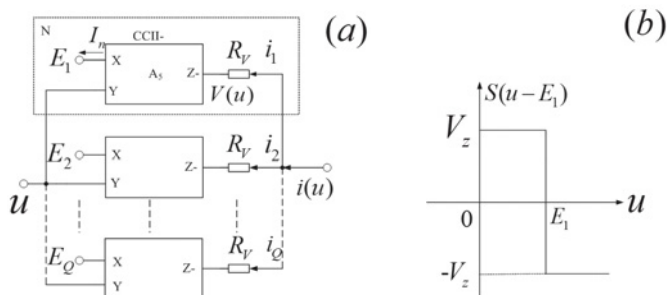 N
(a)
(b)
I_n
CCII-
E_1
X
A_5
Z-
R_V
i_1
Y
V(u)
S(u-E_1)
V_z
E_2
X
Z-
R_V
i_2
Y
u
i(u)
0
E_1
u
E_Q
X
Z-
R_V
i_Q
Y
-V_z